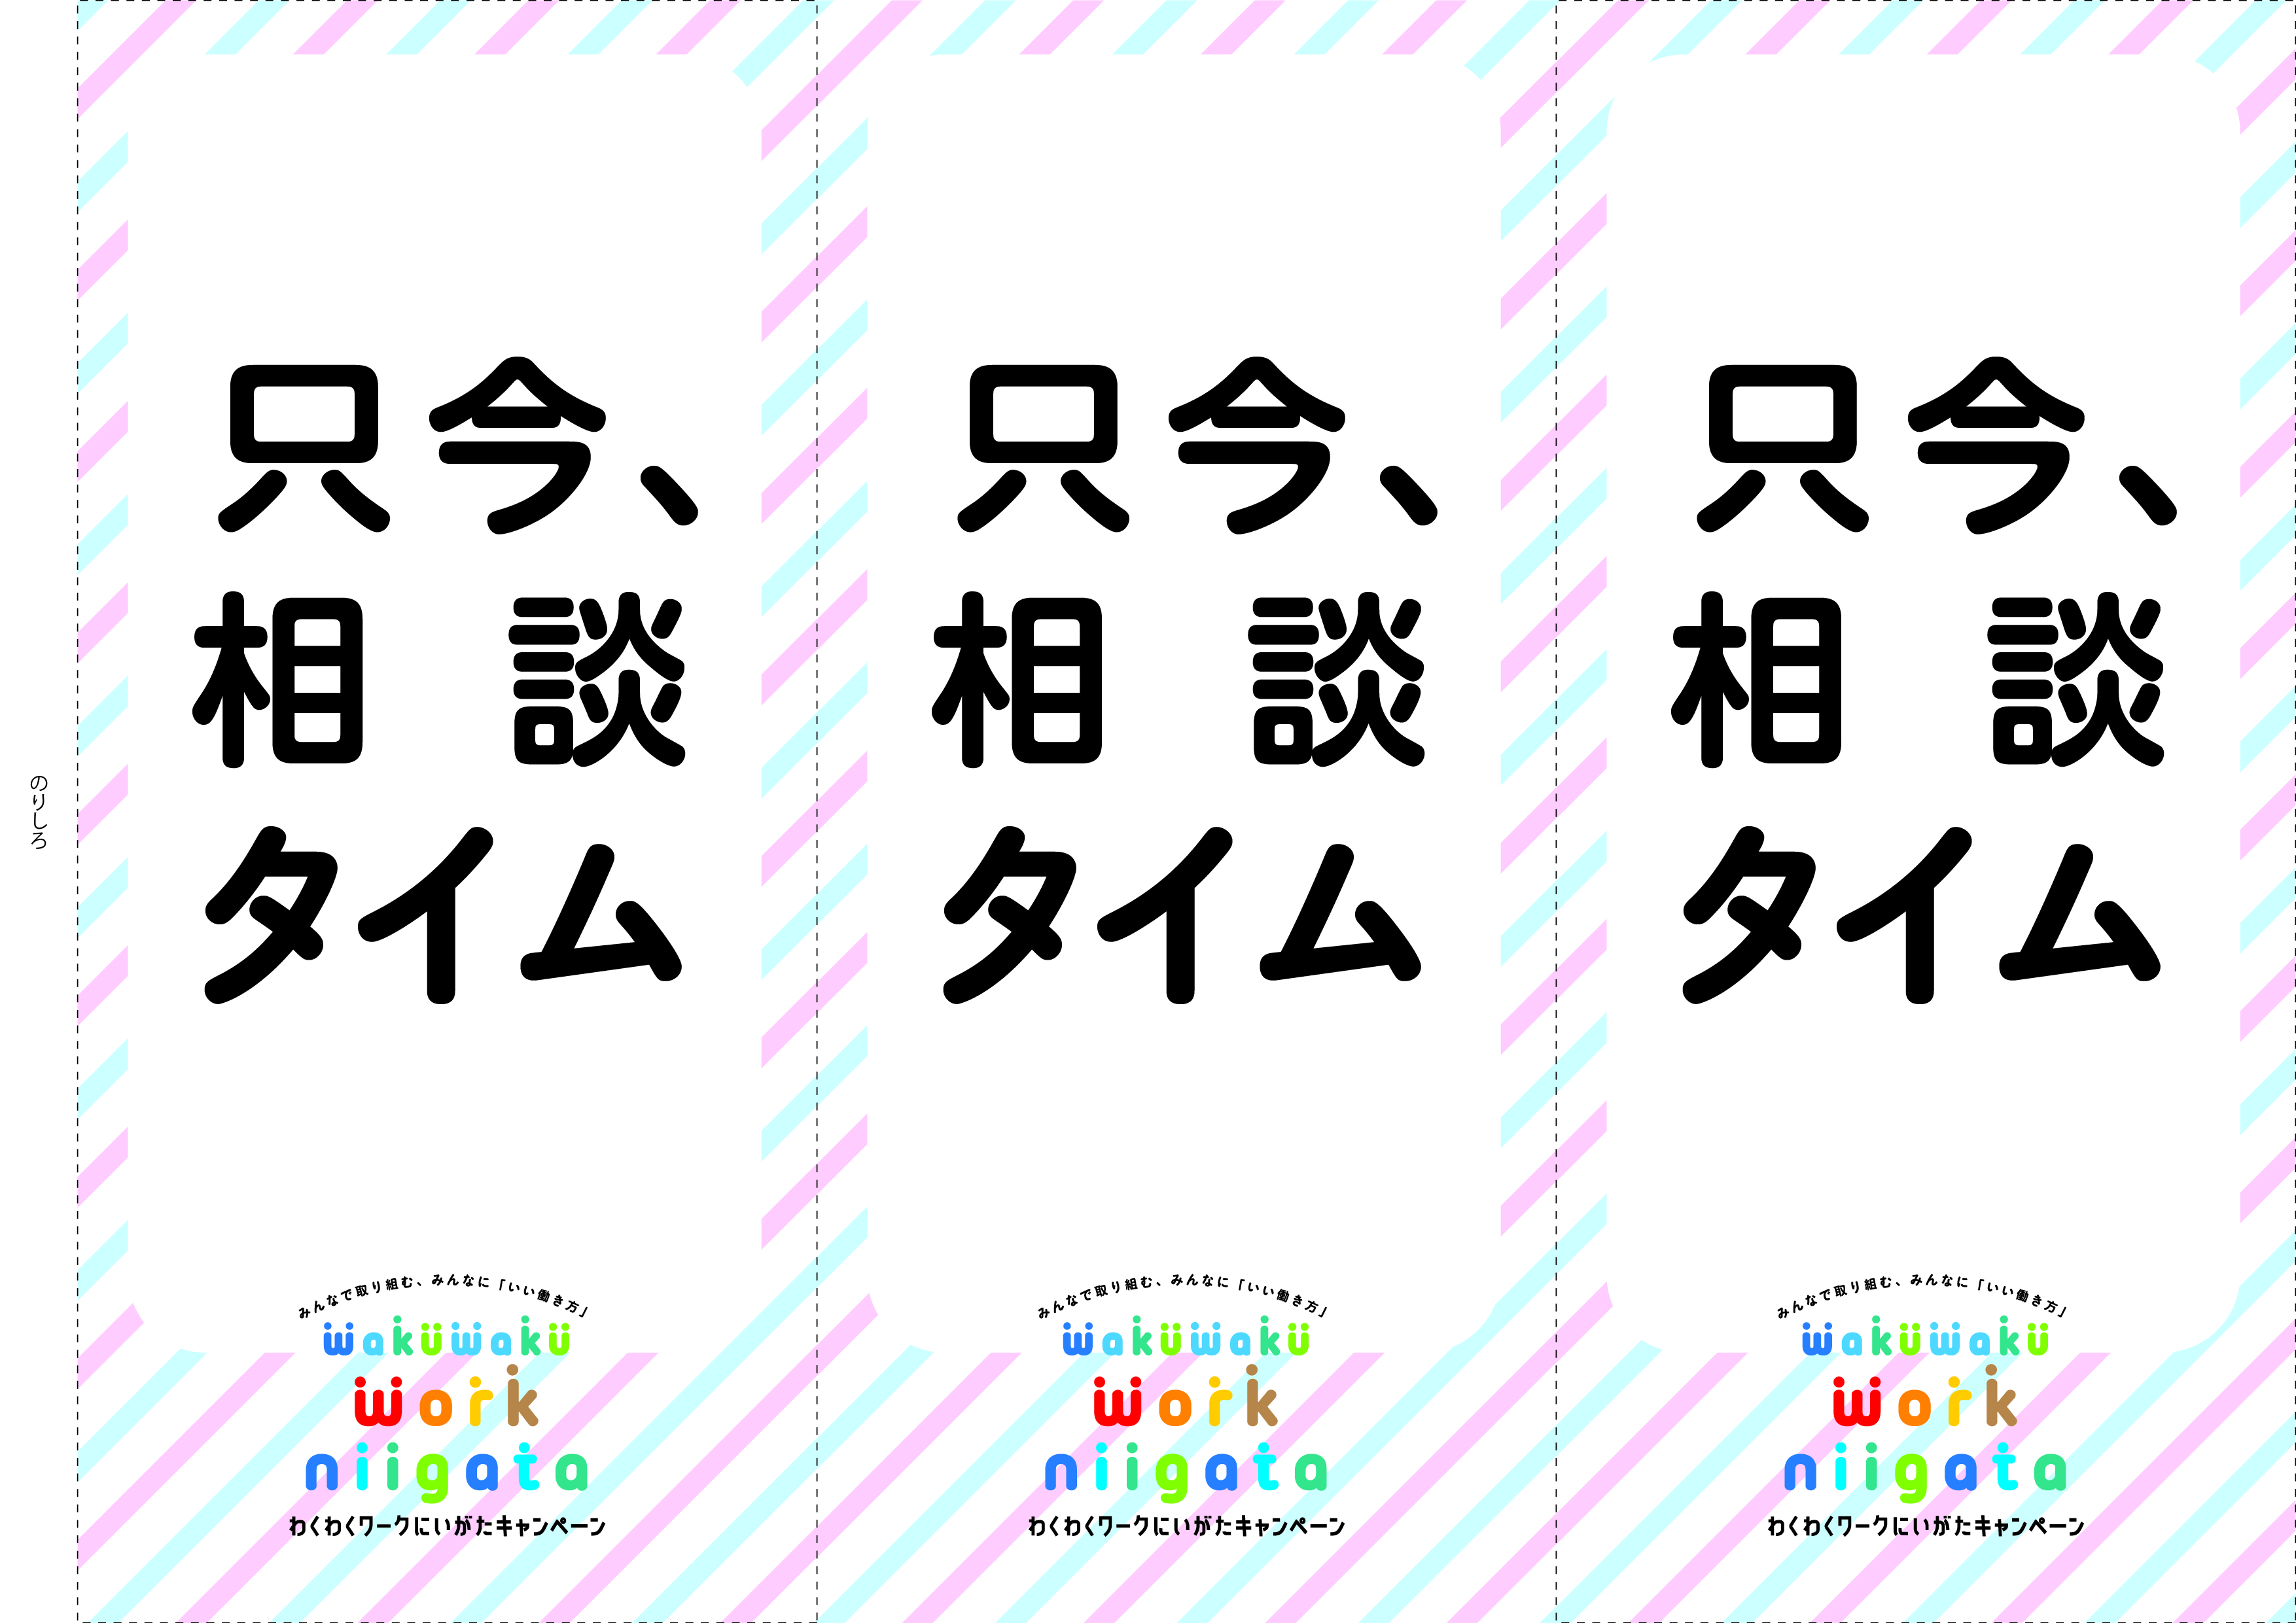 のりしろ
只今、
相談
タイム
みんなで取り組む、みんなに「いい働き方」
wakuwaku
work
niigata
わくわくワークにいがたキャンペーン
只今、
相談
タイム
みんなで取り組む、みんなに「いい働き方」
wakuwaku
work
niigata
わくわくワークにいがたキャンペーン
只今、
相談
タイム
みんなで取り組む、みんなに「いい働き方」
wakuwaku
work
niigata
わくわくワークにいがたキャンペーン